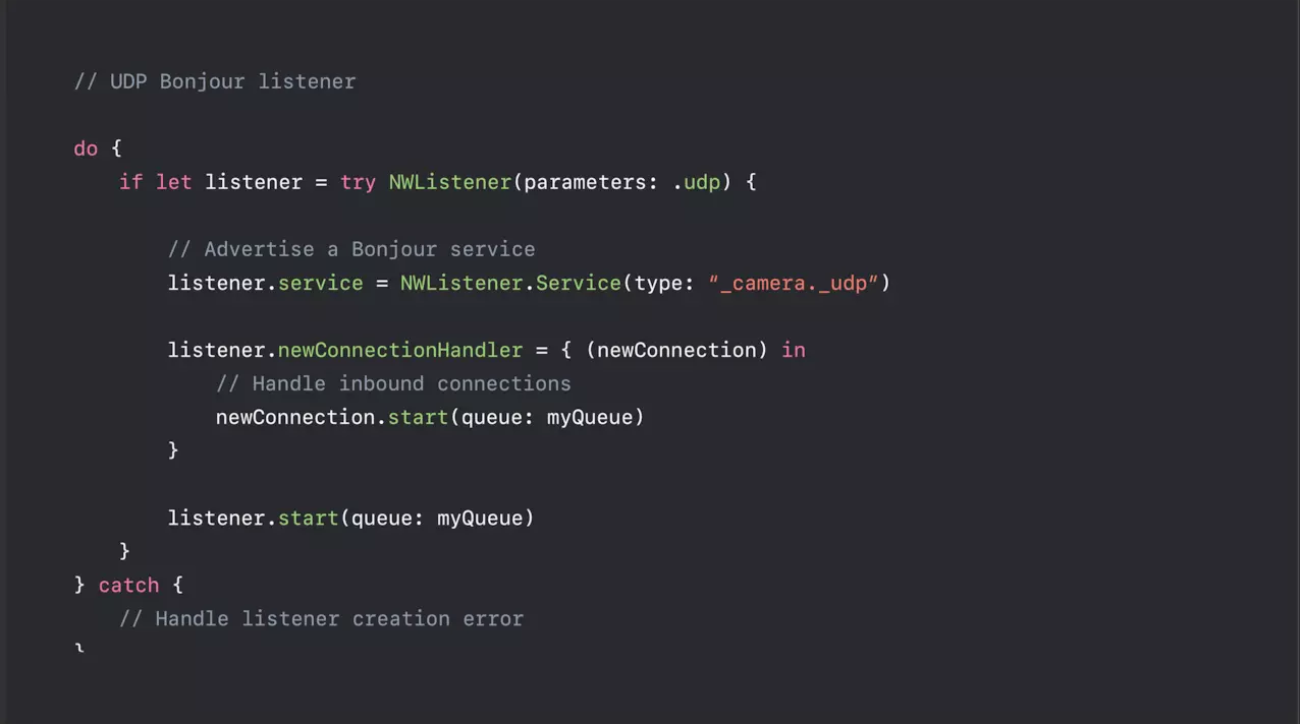 // UDP Bonjour listener
do {
if let listener = try NWListener(parameters: .udp) {
// Advertise a Bonjour service
listener.service = NWListener.Service(type: “_camera._udp”)
listener.newConnectionHandler = { (newConnection) in
// Handle inbound connections
newConnection.start(queue: myQueue)
}
listener.start(queue: myQueue)
}
} catch {
// Handle listener creation error
}